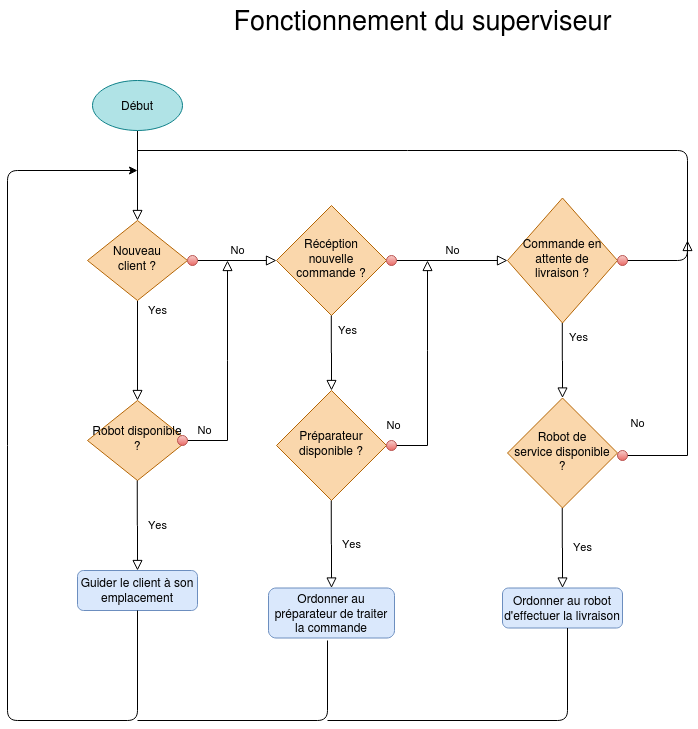 Fonctionnement du superviseur
Début
Nouveau
client ?
No
Récéption
nouvelle
commande ?
No
Commande en
attente de
livraison ?
Yes
Yes
Yes
Robot disponible
?
No
Préparateur
disponible ?
No
Robot de
service disponible
?
No
Yes
Yes
Yes
Guider le client à son
emplacement
Ordonner au
préparateur de traiter
la commande
Ordonner au robot
d'effectuer la livraison